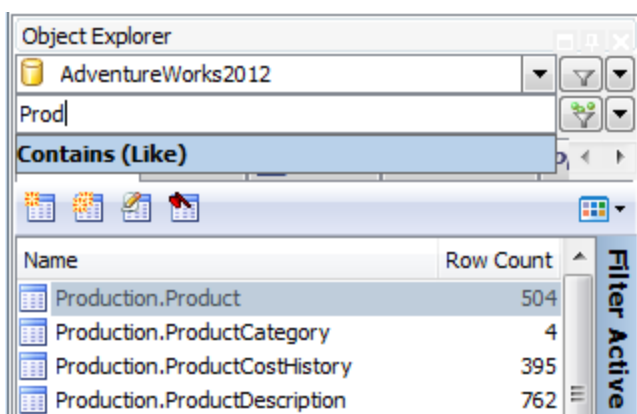 Object Explorer
AdventureWorks2012
Prod
Contains (Like)
Name Row Count
Production.Product 504
Production.ProductCategory 4
Production.ProductCostHistory 395
Production.ProductDescription 762
Filter Active